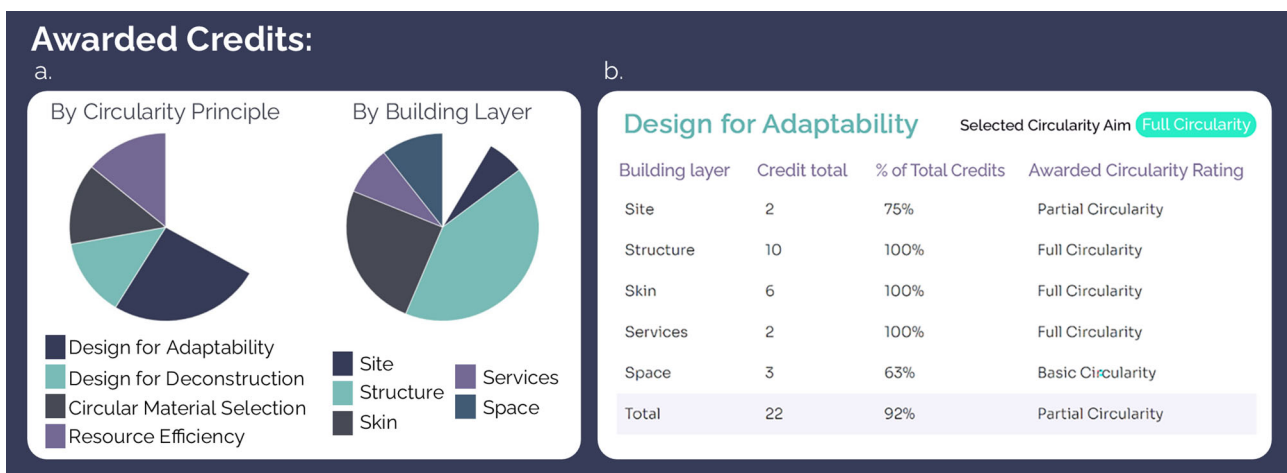 Awarded Credits:
a.
b.
By Circularity Principle
By Building Layer
Design for Adaptability
Design for Deconstruction
Circular Material Selection
Resource Efficiency
Site
Structure
Skin
Services
Space
Design for Adaptability Selected Circularity Aim Full Circularity
Building layer Credit total % of Total Credits Awarded Circularity Rating
Site 2 75% Partial Circularity
Structure 10 100% Full Circularity
Skin 6 100% Full Circularity
Services 2 100% Full Circularity
Space 3 63% Basic Circularity
Total 22 92% Partial Circularity